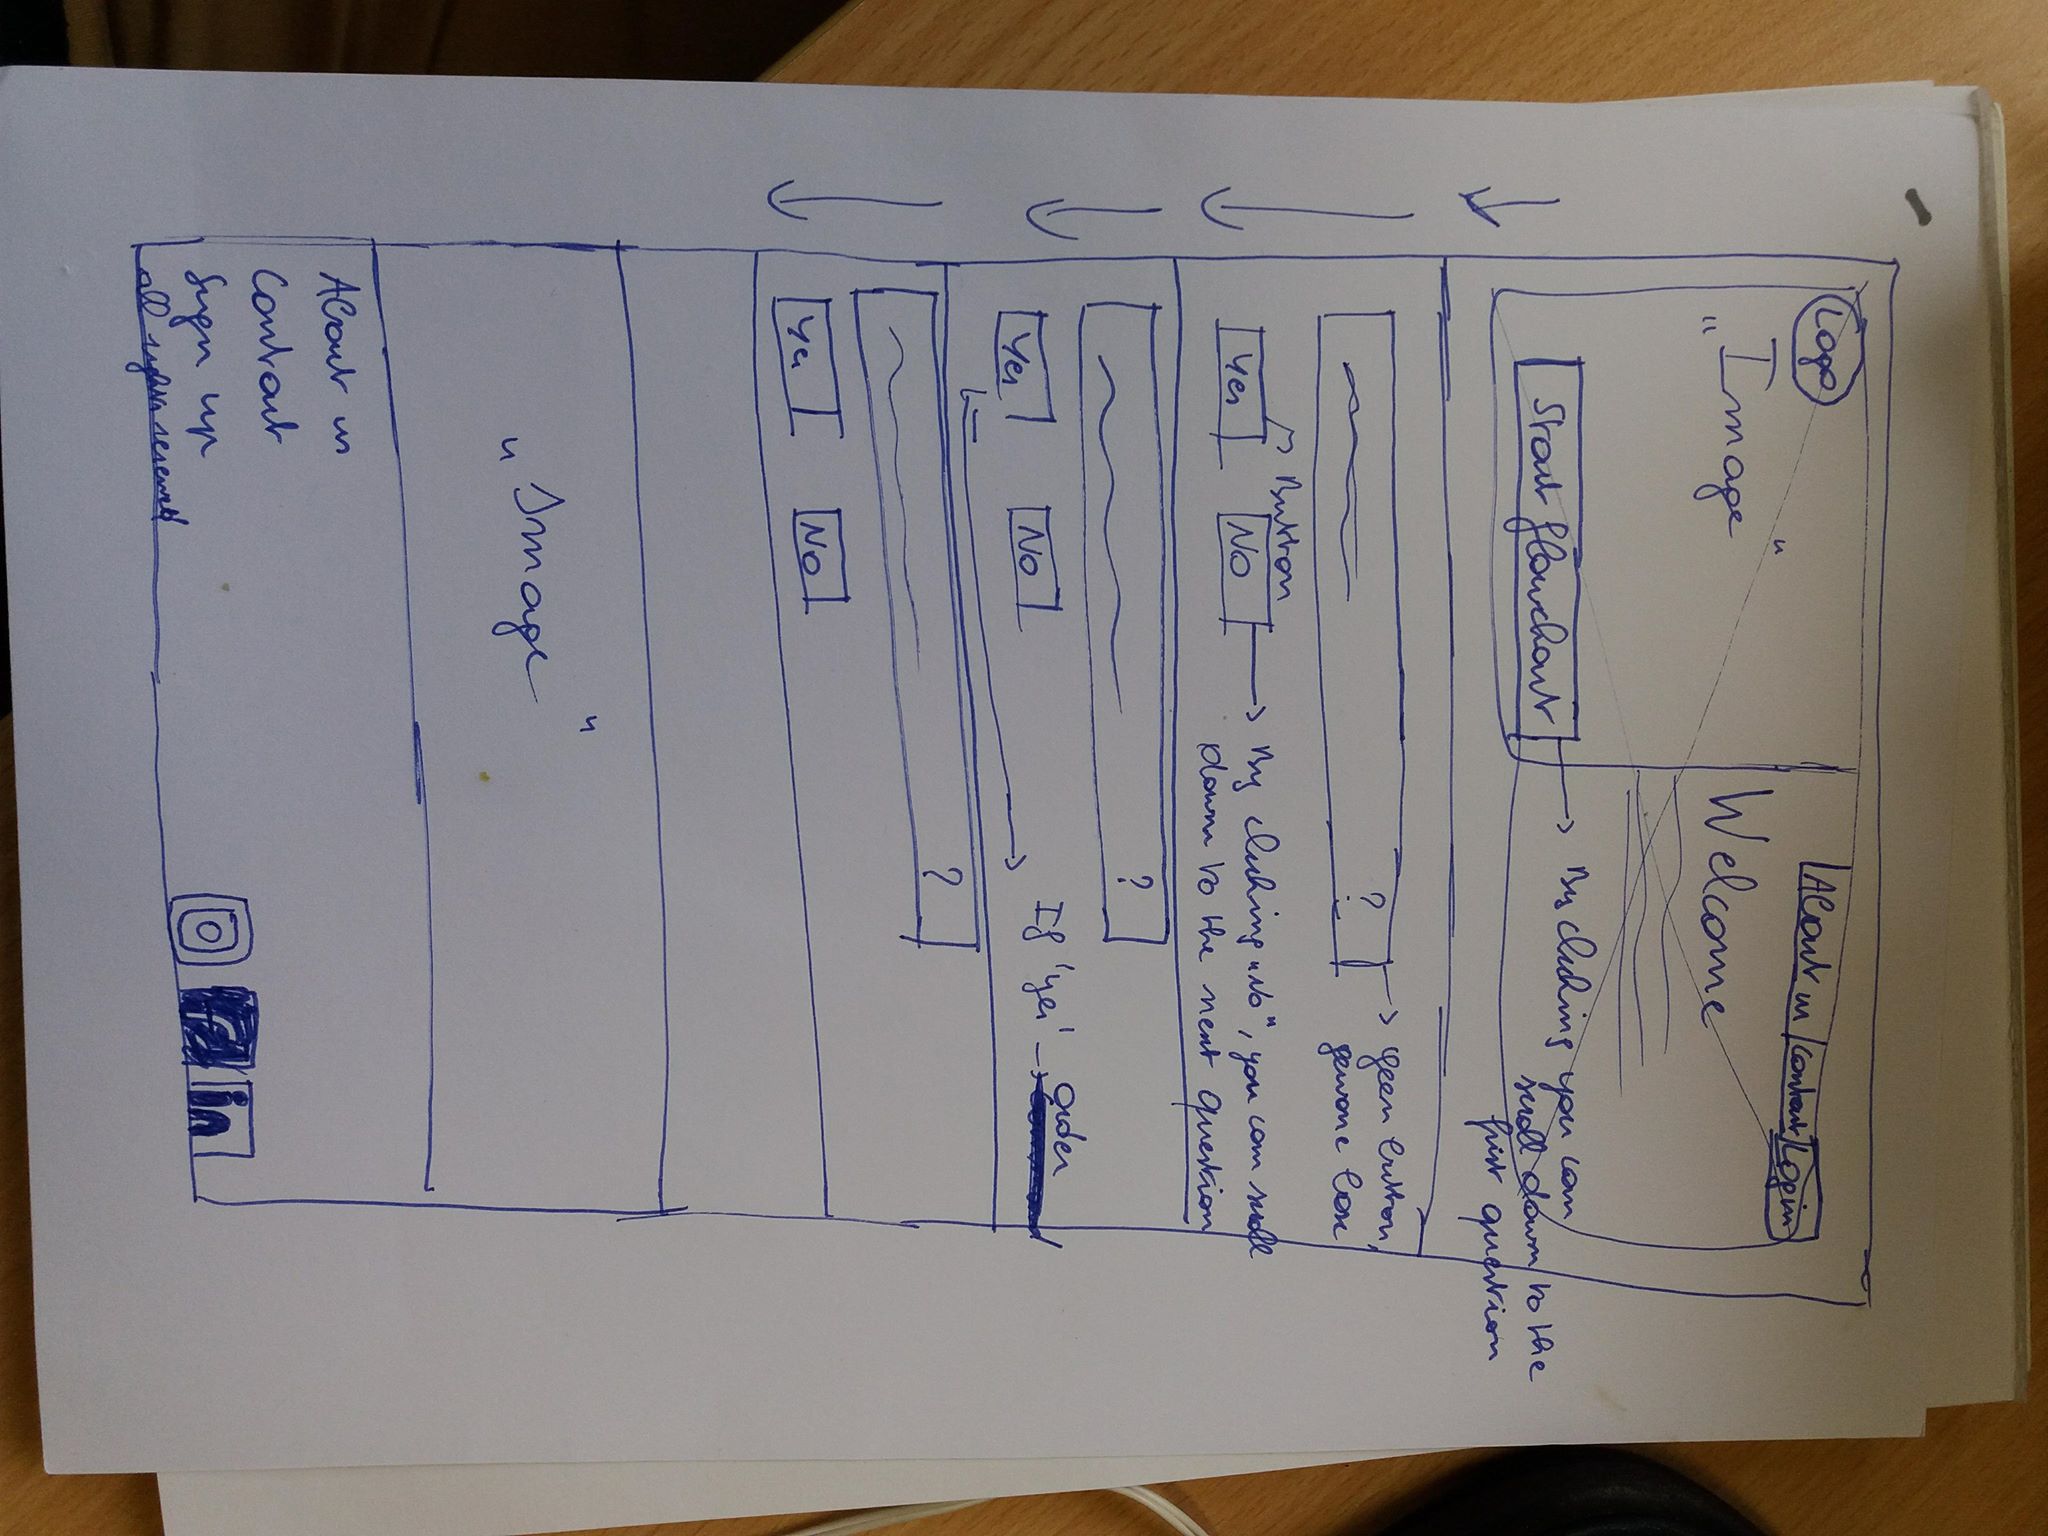 Logo
About us
Contact
Login
„Image"
Welcome
Start flowchart
By clicking you can
scroll down to the
first question
?
geen button,
gewone box
Button
Yes
No
By clicking „No", you can scroll
down to the next question
?
Yes
No
If 'yes'
Order
?
Yes
No
„Image"
About us
Contact
Sign up
all rights reserved
in